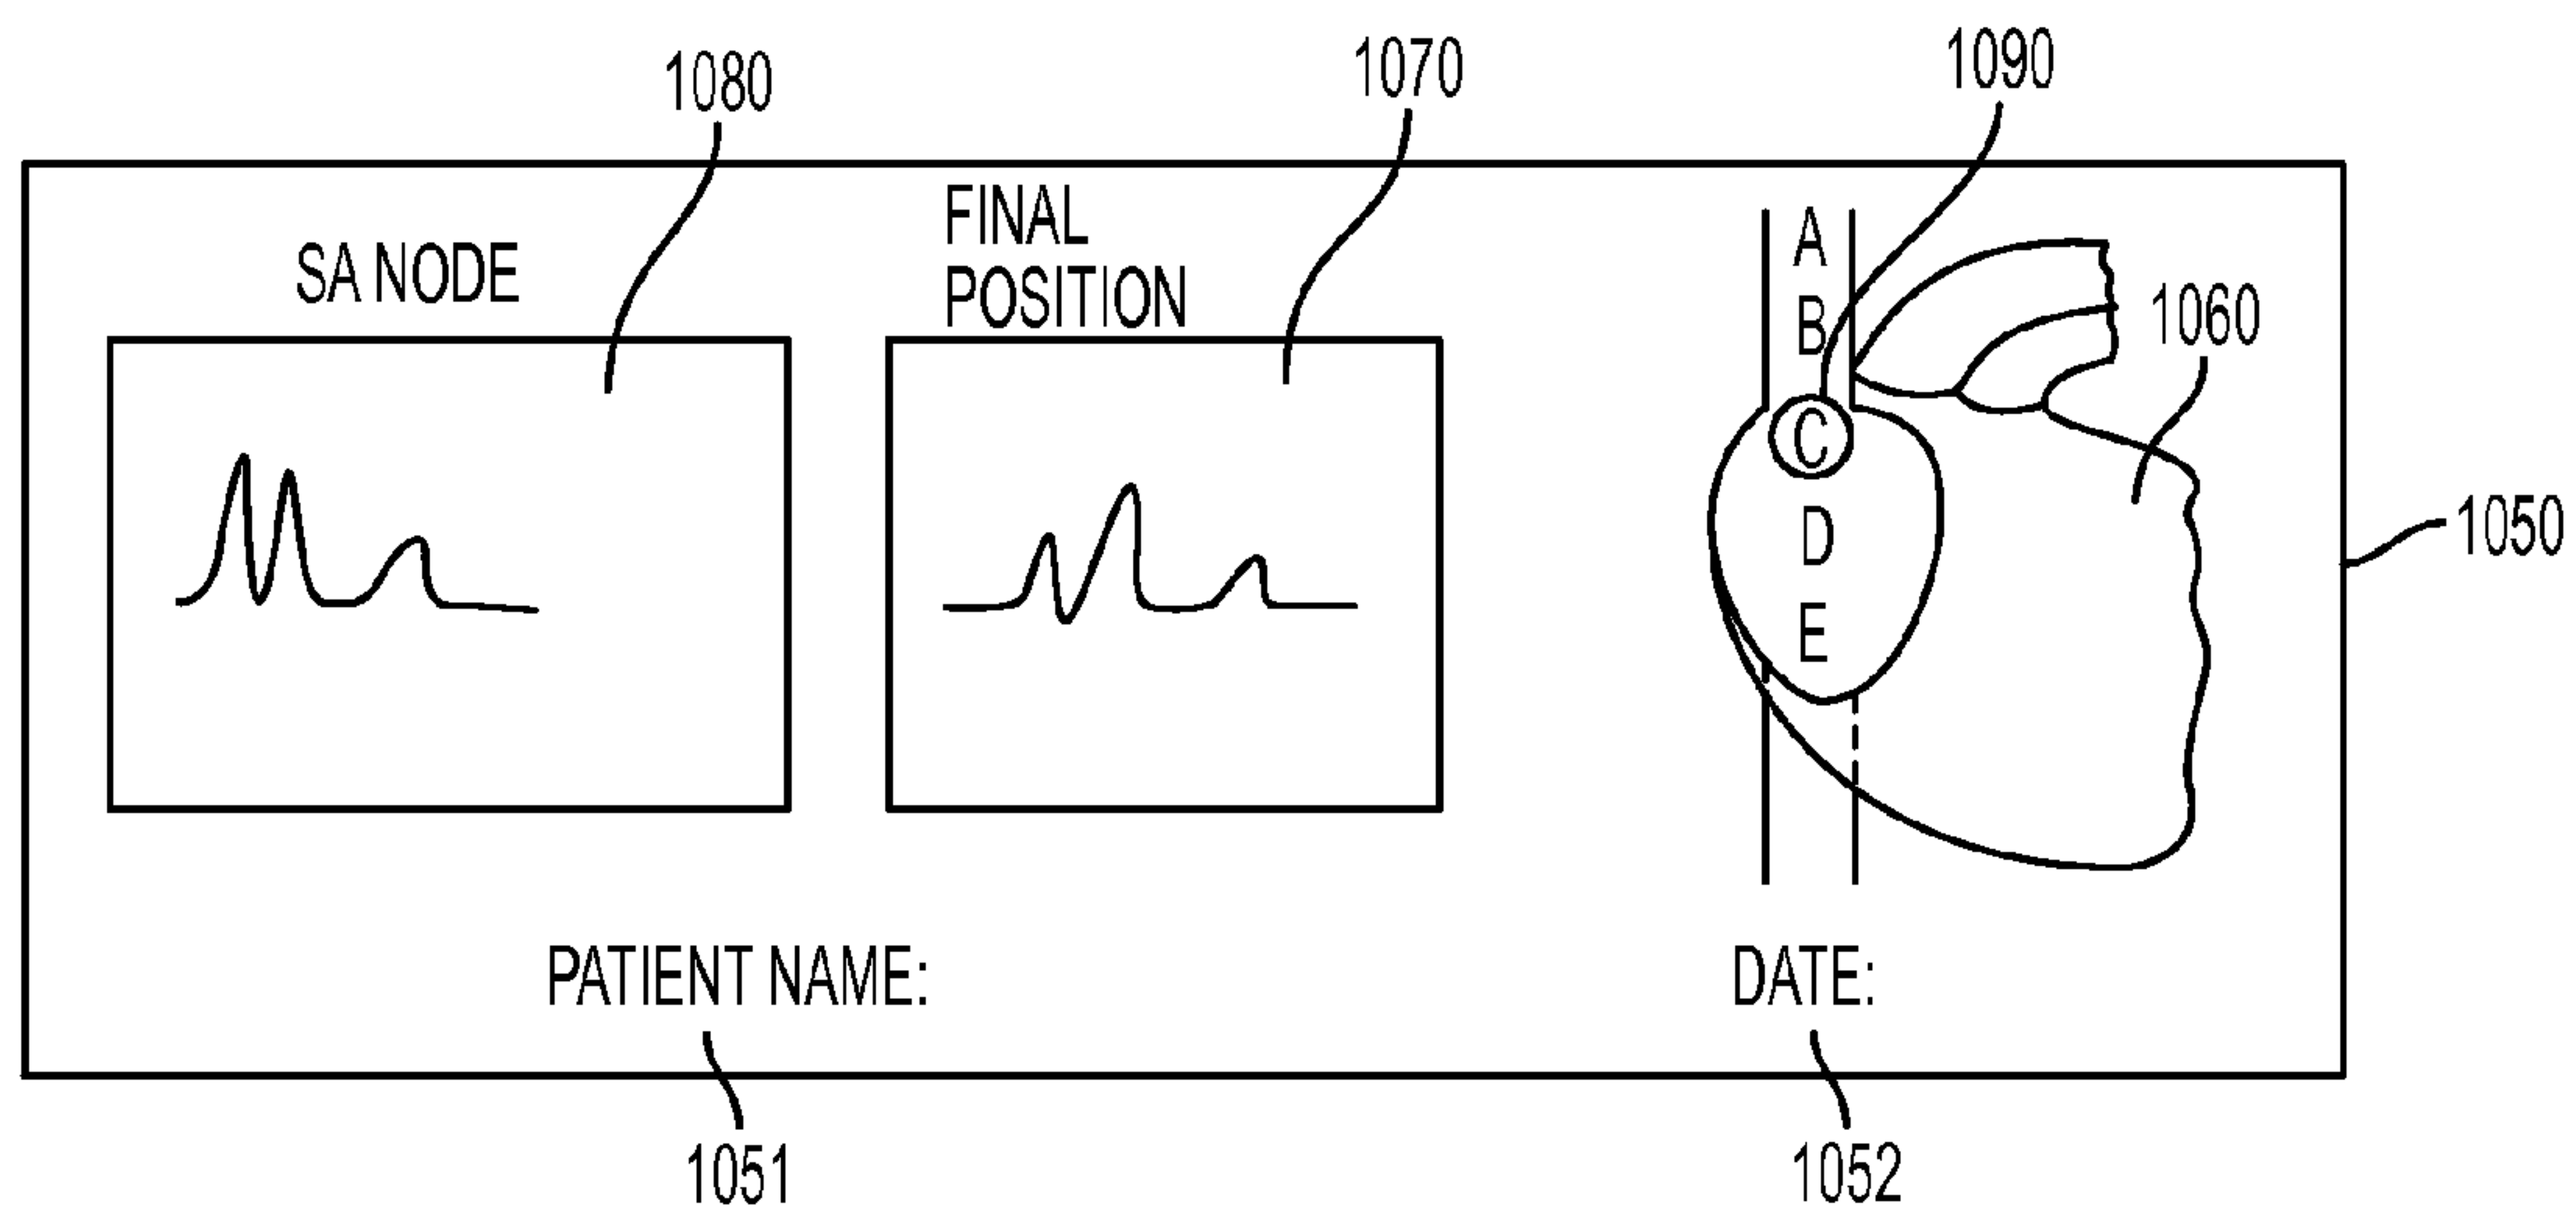 1080
1070
1090
SA NODE
FINAL
POSITION
A
B
C
D
E
1060
1050
PATIENT NAME:
DATE:
1051
1052